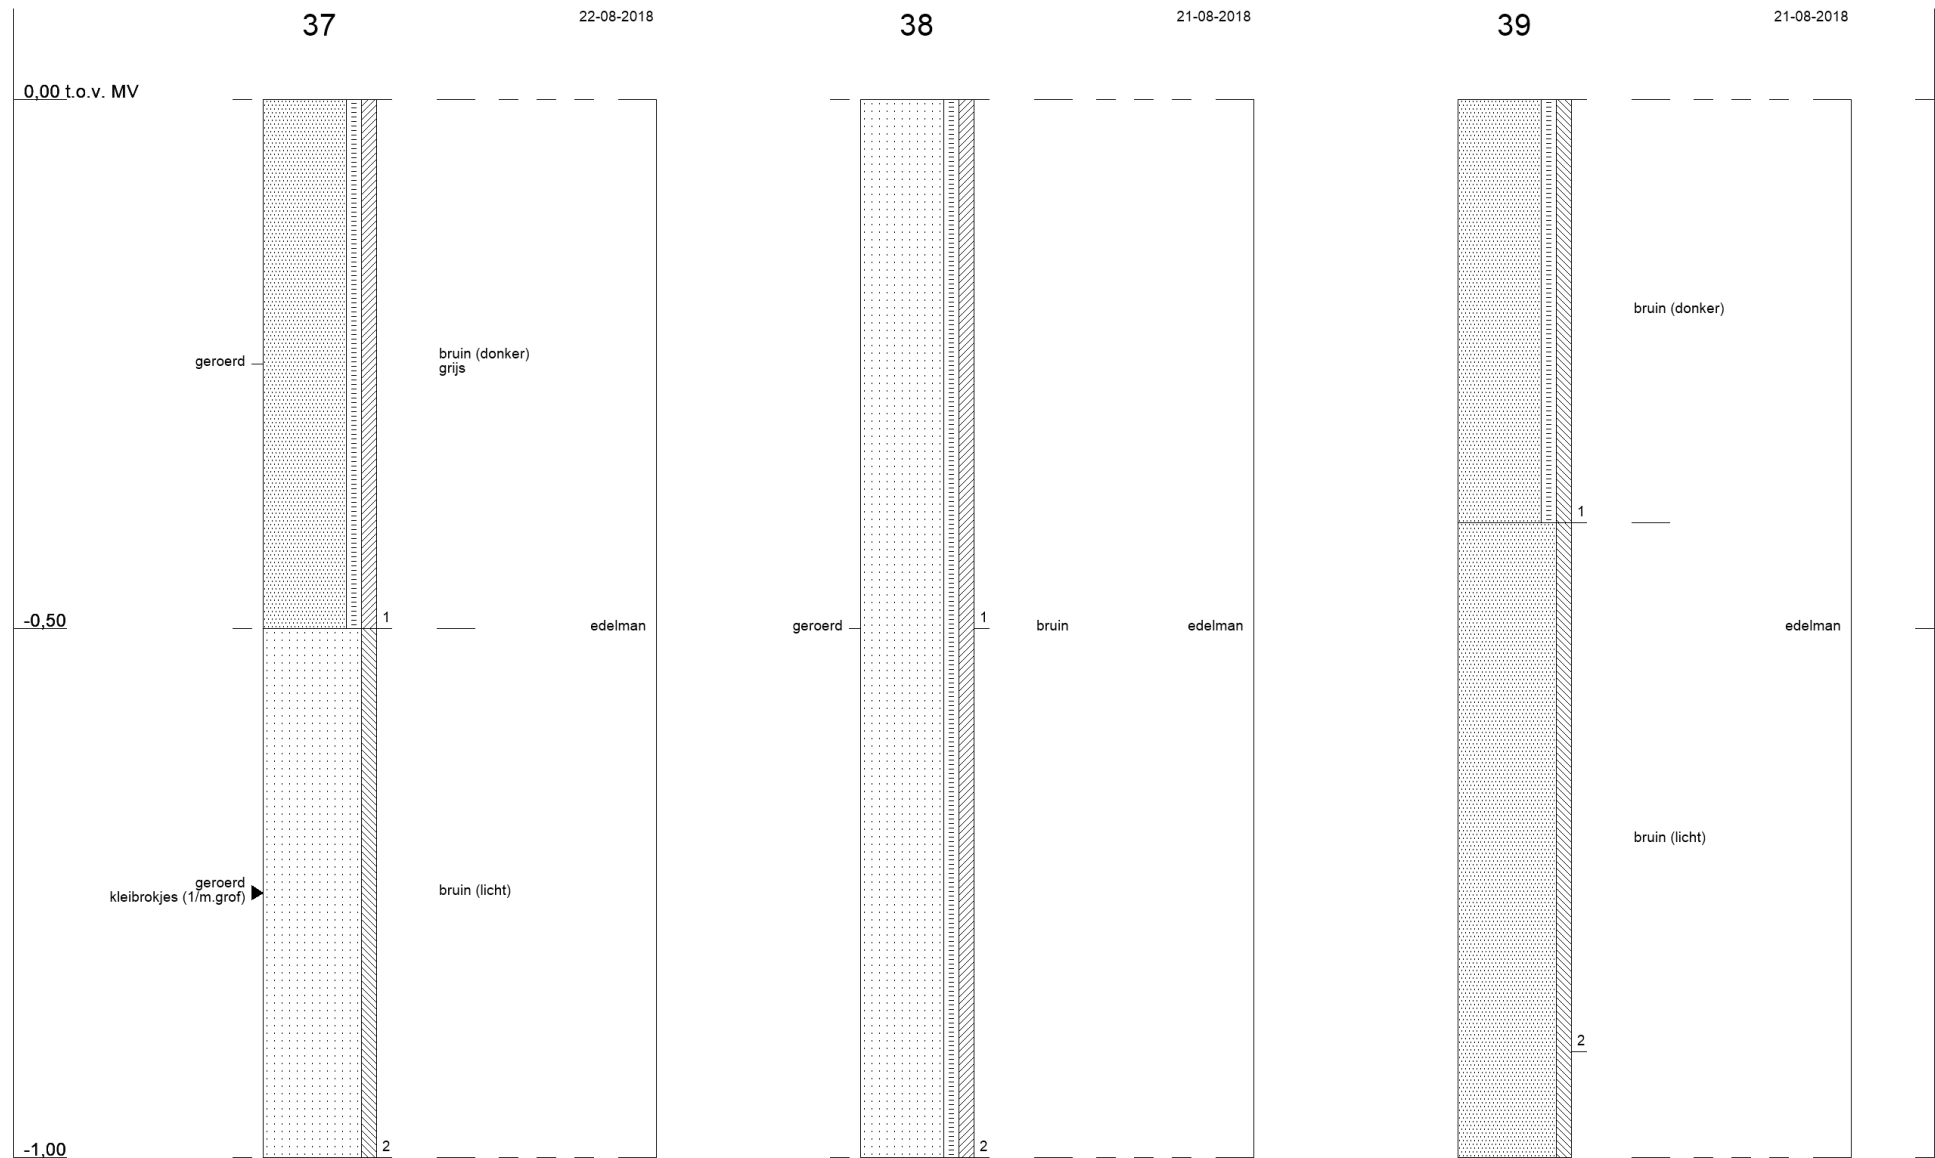 37
22-08-2018
38
21-08-2018
39
21-08-2018
0,00 t.o.v. MV
bruin (donker)
geroerd
bruin (donker)
grijs
1
-0,50
1
edelman
geroerd
1
bruin
edelman
edelman
bruin (licht)
geroerd
kleibrokjes (1/m.grof)
bruin (licht)
2
-1,00
2
2